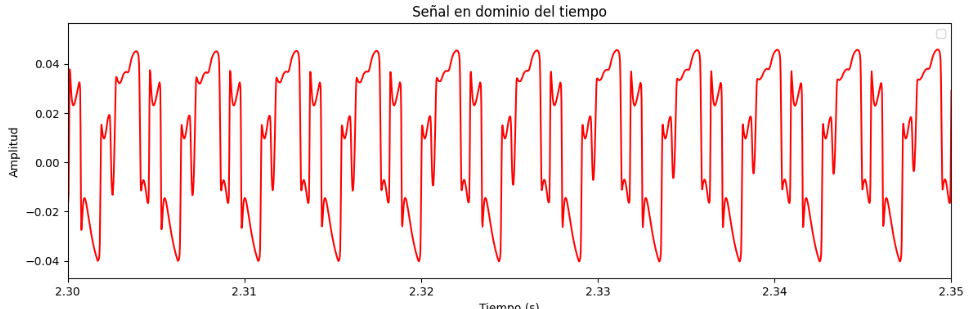 Señal en dominio del tiempo
Amplitud
0.04
0.02
0.00
−0.02
−0.04
2.30 2.31 2.32 2.33 2.34 2.35
Tiempo (s)